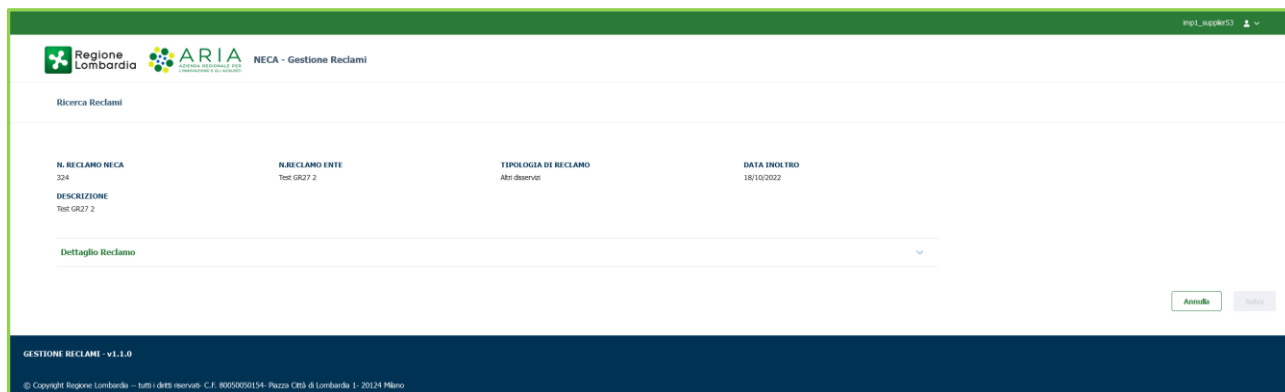 imp1_supplier53
Regione
Lombardia
ARIA
AZIENDA REGIONALE PER
L'INNOVAZIONE E GLI ACQUISTI
NECA - Gestione Reclami
Ricerca Reclami
N. RECLAMO NECA
324
N.RECLAMO ENTE
Test GR27 2
TIPOLOGIA DI RECLAMO
Altri disservizi
DATA INOLTRO
18/10/2022
DESCRIZIONE
Test GR27 2
Dettaglio Reclamo
Annulla Salva
GESTIONE RECLAMI - v1.1.0
© Copyright Regione Lombardia – tutti i diritti riservati- C.F. 80050050154- Piazza Città di Lombardia 1- 20124 Milano